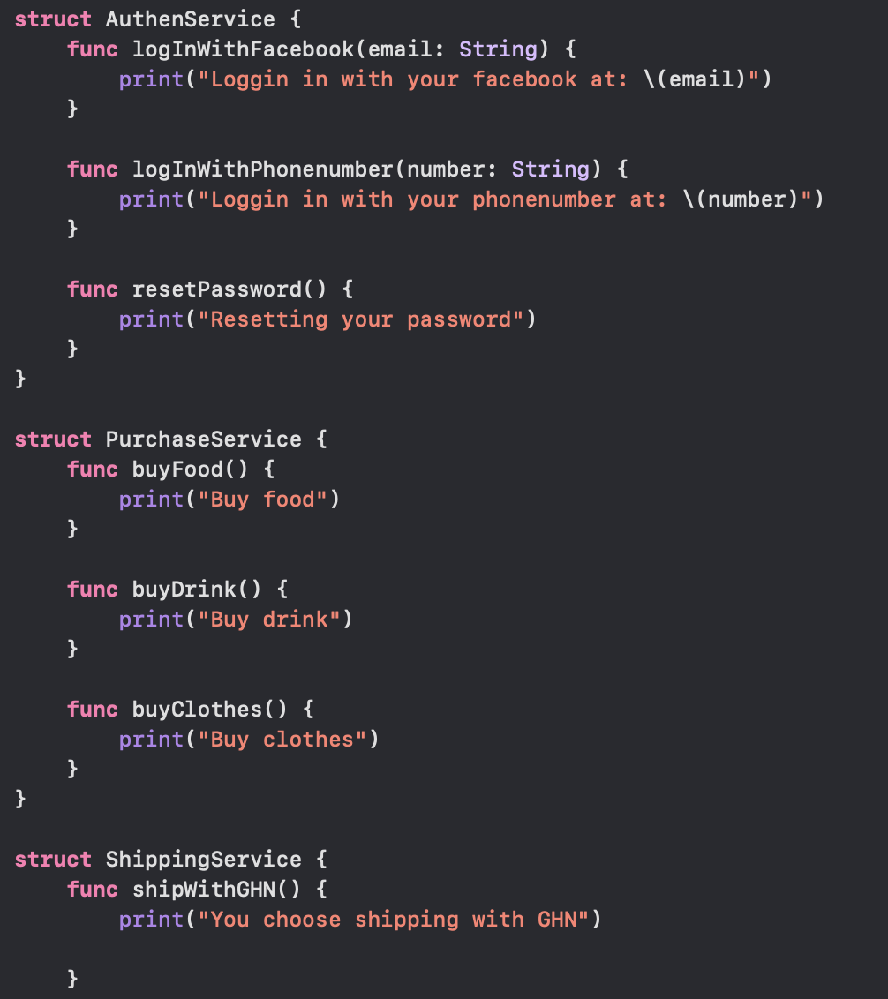 struct AuthenService {
    func logInWithFacebook(email: String) {
        print("Loggin in with your facebook at: \(email)")
    }

    func logInWithPhonenumber(number: String) {
        print("Loggin in with your phonenumber at: \(number)")
    }

    func resetPassword() {
        print("Resetting your password")
    }
}

struct PurchaseService {
    func buyFood() {
        print("Buy food")
    }

    func buyDrink() {
        print("Buy drink")
    }

    func buyClothes() {
        print("Buy clothes")
    }
}

struct ShippingService {
    func shipWithGHN() {
        print("You choose shipping with GHN")

    }